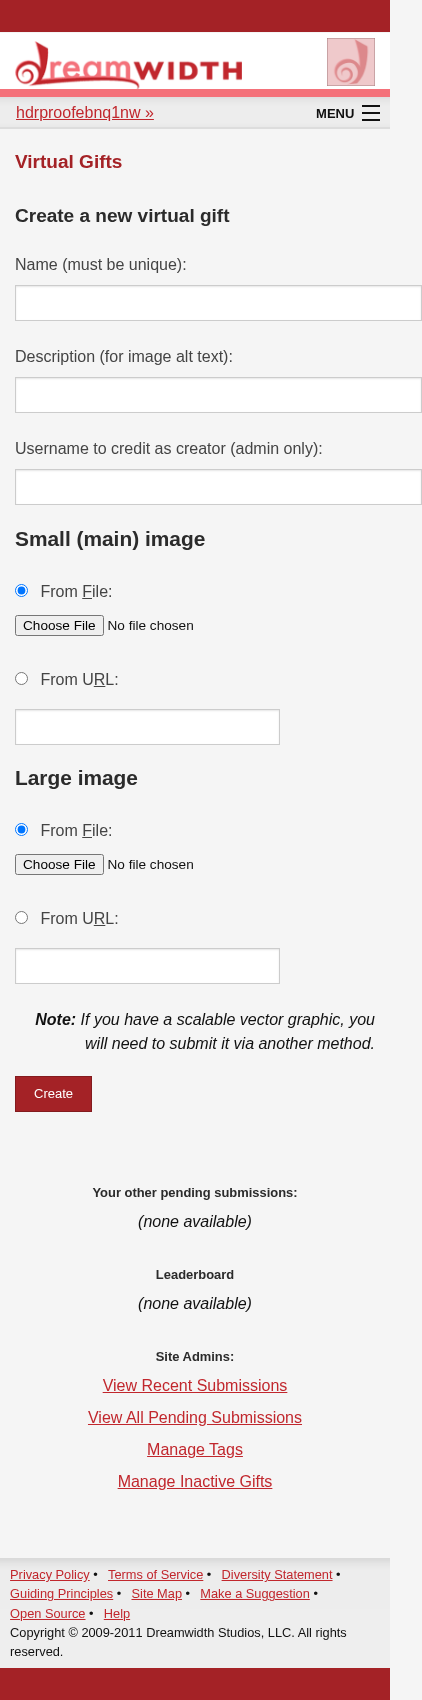 dreamwidth
hdrproofebnq1nw »
MENU
Virtual Gifts
Create a new virtual gift
Name (must be unique):
Description (for image alt text):
Username to credit as creator (admin only):
Small (main) image
From File:
Choose File No file chosen
From URL:
Large image
From File:
Choose File No file chosen
From URL:
Note: If you have a scalable vector graphic, you
will need to submit it via another method.
Create
Your other pending submissions:
(none available)
Leaderboard
(none available)
Site Admins:
View Recent Submissions
View All Pending Submissions
Manage Tags
Manage Inactive Gifts
Privacy Policy • Terms of Service • Diversity Statement •
Guiding Principles • Site Map • Make a Suggestion •
Open Source • Help
Copyright © 2009-2011 Dreamwidth Studios, LLC. All rights
reserved.